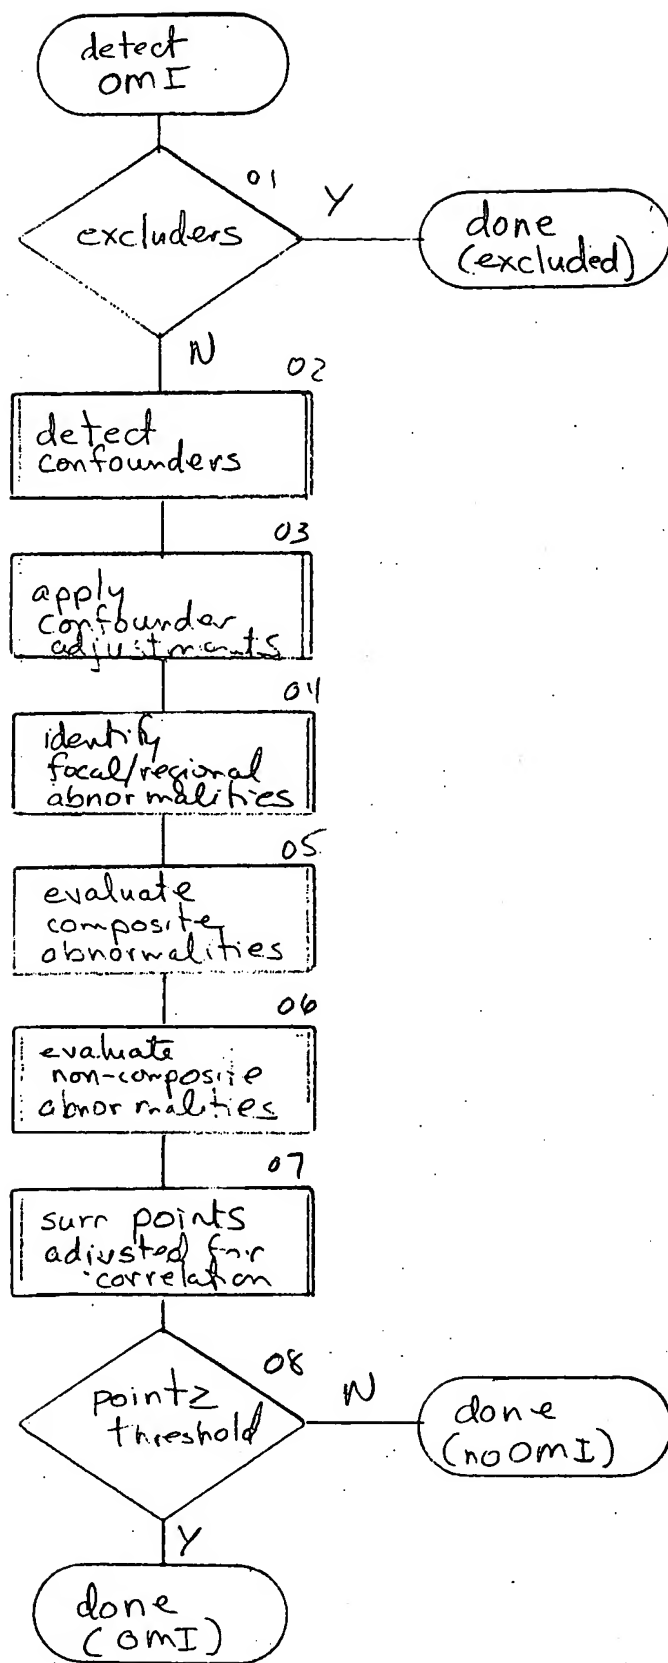 detect
OMI
01
Y
excluders
done
(excluded)
N
02
detect
confounders
03
apply
confounder
adjustments
04
identify
focal/regional
abnormalities
05
evaluate
composite
abnormalities
06
evaluate
non-composite
abnormalities
07
sum points
adjusted for
correlation
08
N
point≥
threshold
done
(no OMI)
Y
done
(OMI)